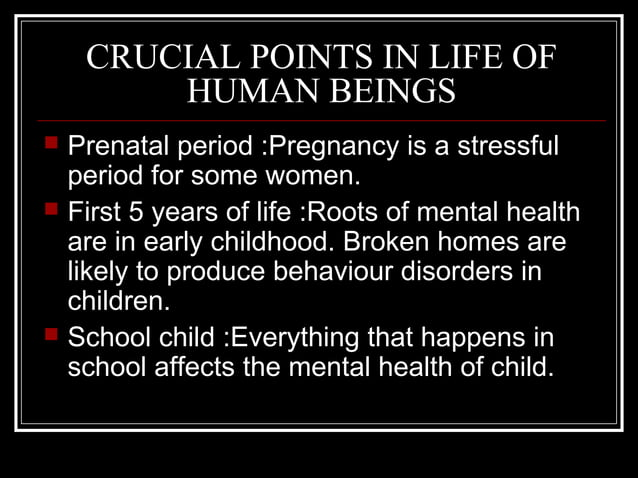 CRUCIAL POINTS IN LIFE OF
HUMAN BEINGS
Prenatal period :Pregnancy is a stressful
period for some women.
First 5 years of life :Roots of mental health
are in early childhood. Broken homes are
likely to produce behaviour disorders in
children.
School child :Everything that happens in
school affects the mental health of child.